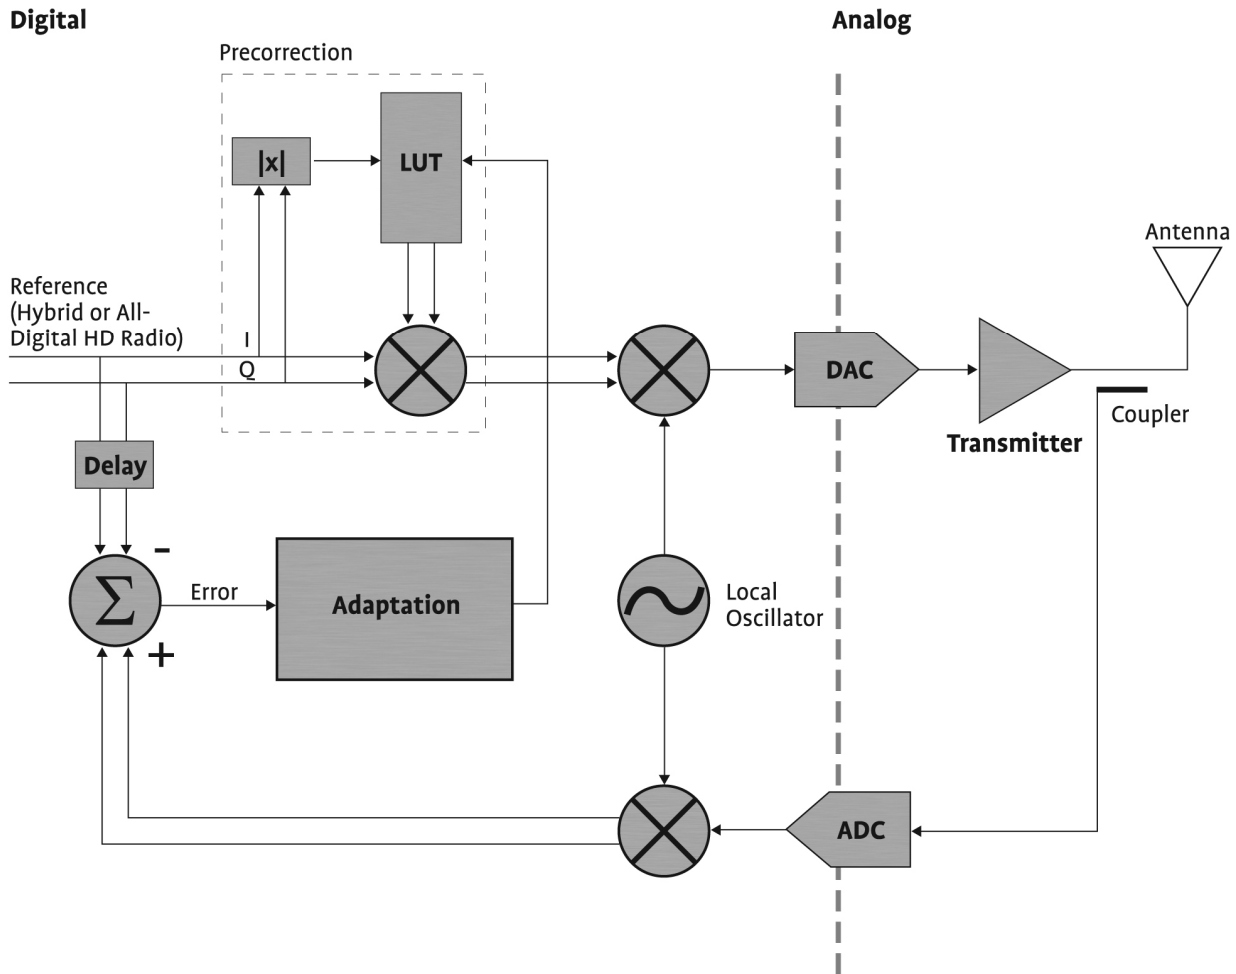 Digital
Analog
Precorrection
|x|
LUT
Antenna
Reference
(Hybrid or All-
Digital HD Radio)
I
Q
DAC
Coupler
Transmitter
Delay
-
Σ
Error
Adaptation
Local
Oscillator
+
ADC